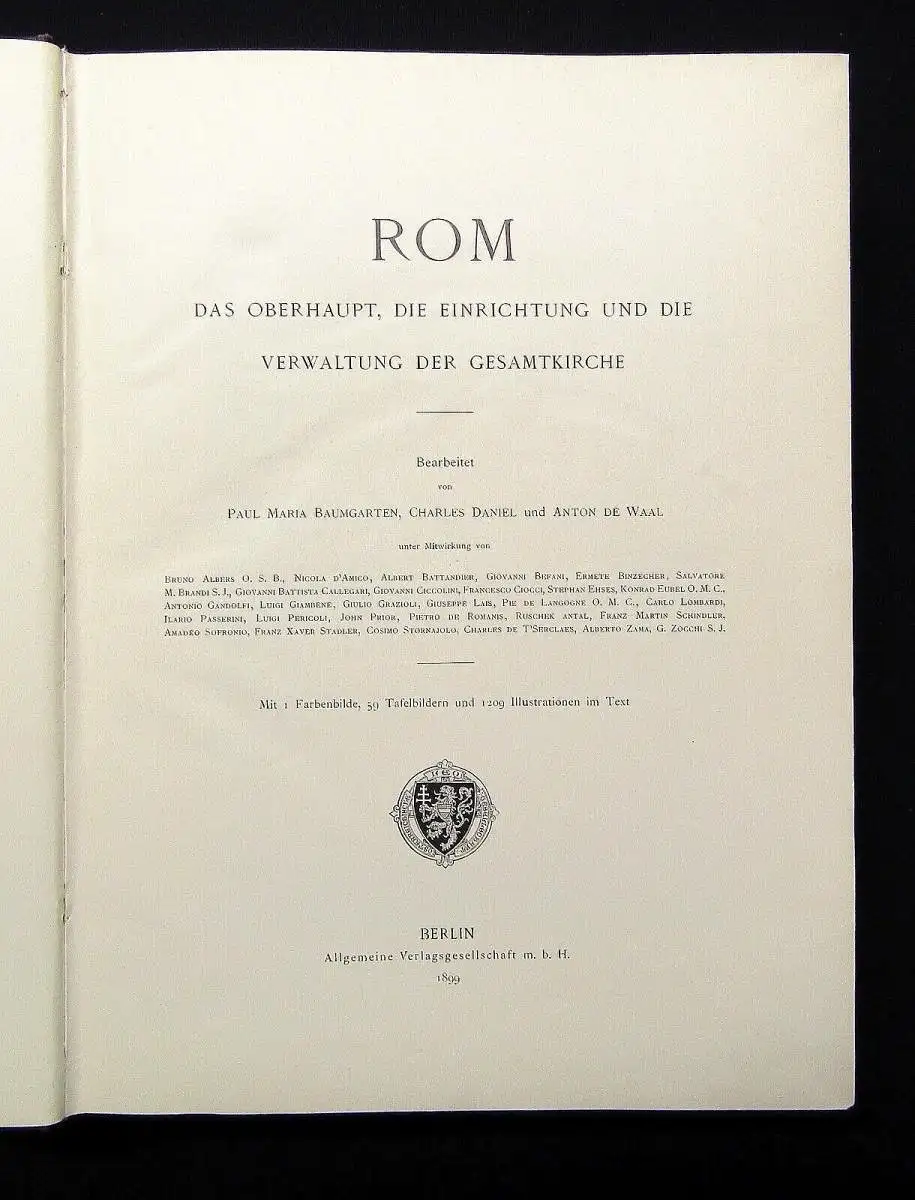 ROM
DAS OBERHAUPT, DIE EINRICHTUNG UND DIE
VERWALTUNG DER GESAMTKIRCHE
Bearbeitet
von
PAUL MARIA BAUMGARTEN, CHARLES DANIEL und ANTON DE WAAL
unter Mitwirkung von
BRUNO ALBERS O. S. B., NICOLA D'AMICO, ALBERT BATTANDIER, GIOVANNI BEFANI, ERMETE BINZECHER, SALVATORE
M. BRANDI S. J., GIOVANNI BATTISTA CALLEGARI, GIOVANNI CICCOLINI, FRANCESCO CIOCCI, STEPHAN EHSES, KONRAD EUBEL O. M. C.,
ANTONIO GANDOLFI, LUIGI GIAMBENE, GIULIO GRAZIOLI, GIUSEPPE LAIS, PIE DE LANGOGNE O. M. C., CARLO LOMBARDI,
ILARIO PASSERINI, LUIGI PERICOLI, JOHN PRIOR, PIETRO DE ROMANIS, RUSCHEK ANTAL, FRANZ MARTIN SCHINDLER,
AMADEO SOFRONIO, FRANZ XAVER STADLER, COSIMO STORNAJOLO, CHARLES DE T'SERCLAES, ALBERTO ZAMA, G. ZOCCHI S. J.
Mit 1 Farbenbilde, 59 Tafelbildern und 1209 Illustrationen im Text
LEO
BERLIN
Allgemeine Verlagsgesellschaft m. b. H.
1899